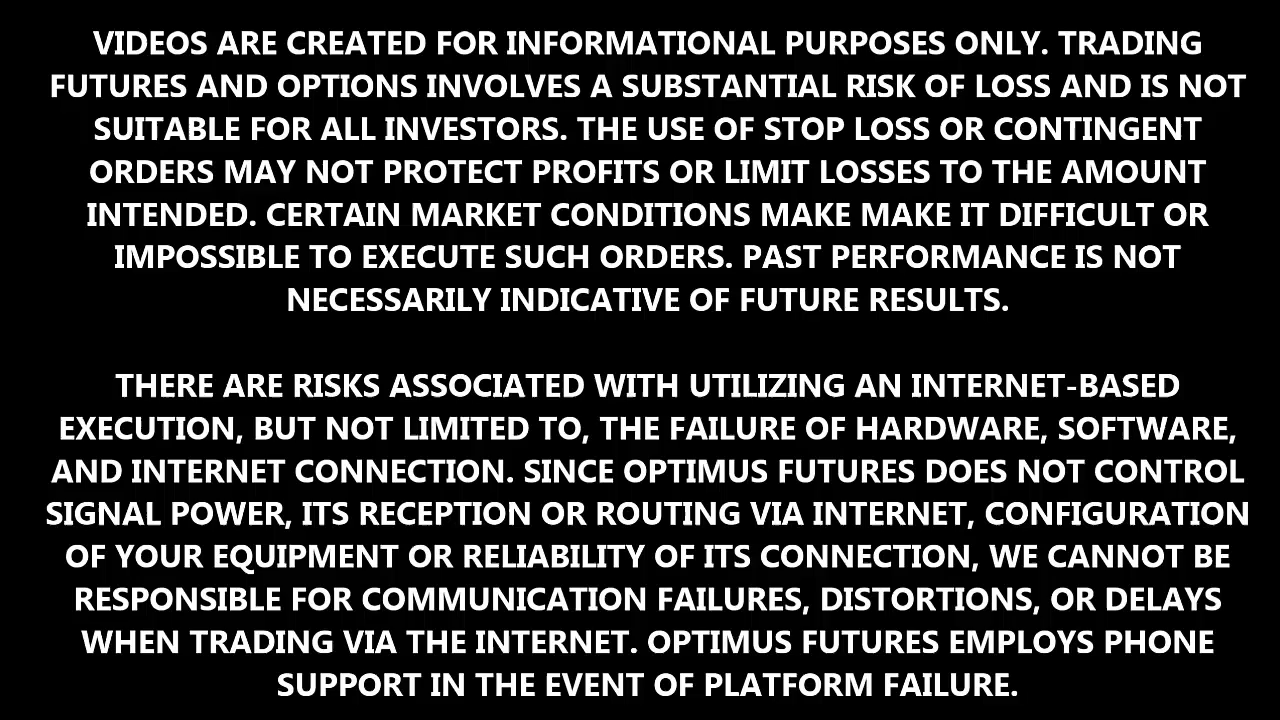 VIDEOS ARE CREATED FOR INFORMATIONAL PURPOSES ONLY. TRADING
FUTURES AND OPTIONS INVOLVES A SUBSTANTIAL RISK OF LOSS AND IS NOT
SUITABLE FOR ALL INVESTORS. THE USE OF STOP LOSS OR CONTINGENT
ORDERS MAY NOT PROTECT PROFITS OR LIMIT LOSSES TO THE AMOUNT
INTENDED. CERTAIN MARKET CONDITIONS MAKE MAKE IT DIFFICULT OR
IMPOSSIBLE TO EXECUTE SUCH ORDERS. PAST PERFORMANCE IS NOT
NECESSARILY INDICATIVE OF FUTURE RESULTS.
THERE ARE RISKS ASSOCIATED WITH UTILIZING AN INTERNET-BASED
EXECUTION, BUT NOT LIMITED TO, THE FAILURE OF HARDWARE, SOFTWARE,
AND INTERNET CONNECTION. SINCE OPTIMUS FUTURES DOES NOT CONTROL
SIGNAL POWER, ITS RECEPTION OR ROUTING VIA INTERNET, CONFIGURATION
OF YOUR EQUIPMENT OR RELIABILITY OF ITS CONNECTION, WE CANNOT BE
RESPONSIBLE FOR COMMUNICATION FAILURES, DISTORTIONS, OR DELAYS
WHEN TRADING VIA THE INTERNET. OPTIMUS FUTURES EMPLOYS PHONE
SUPPORT IN THE EVENT OF PLATFORM FAILURE.